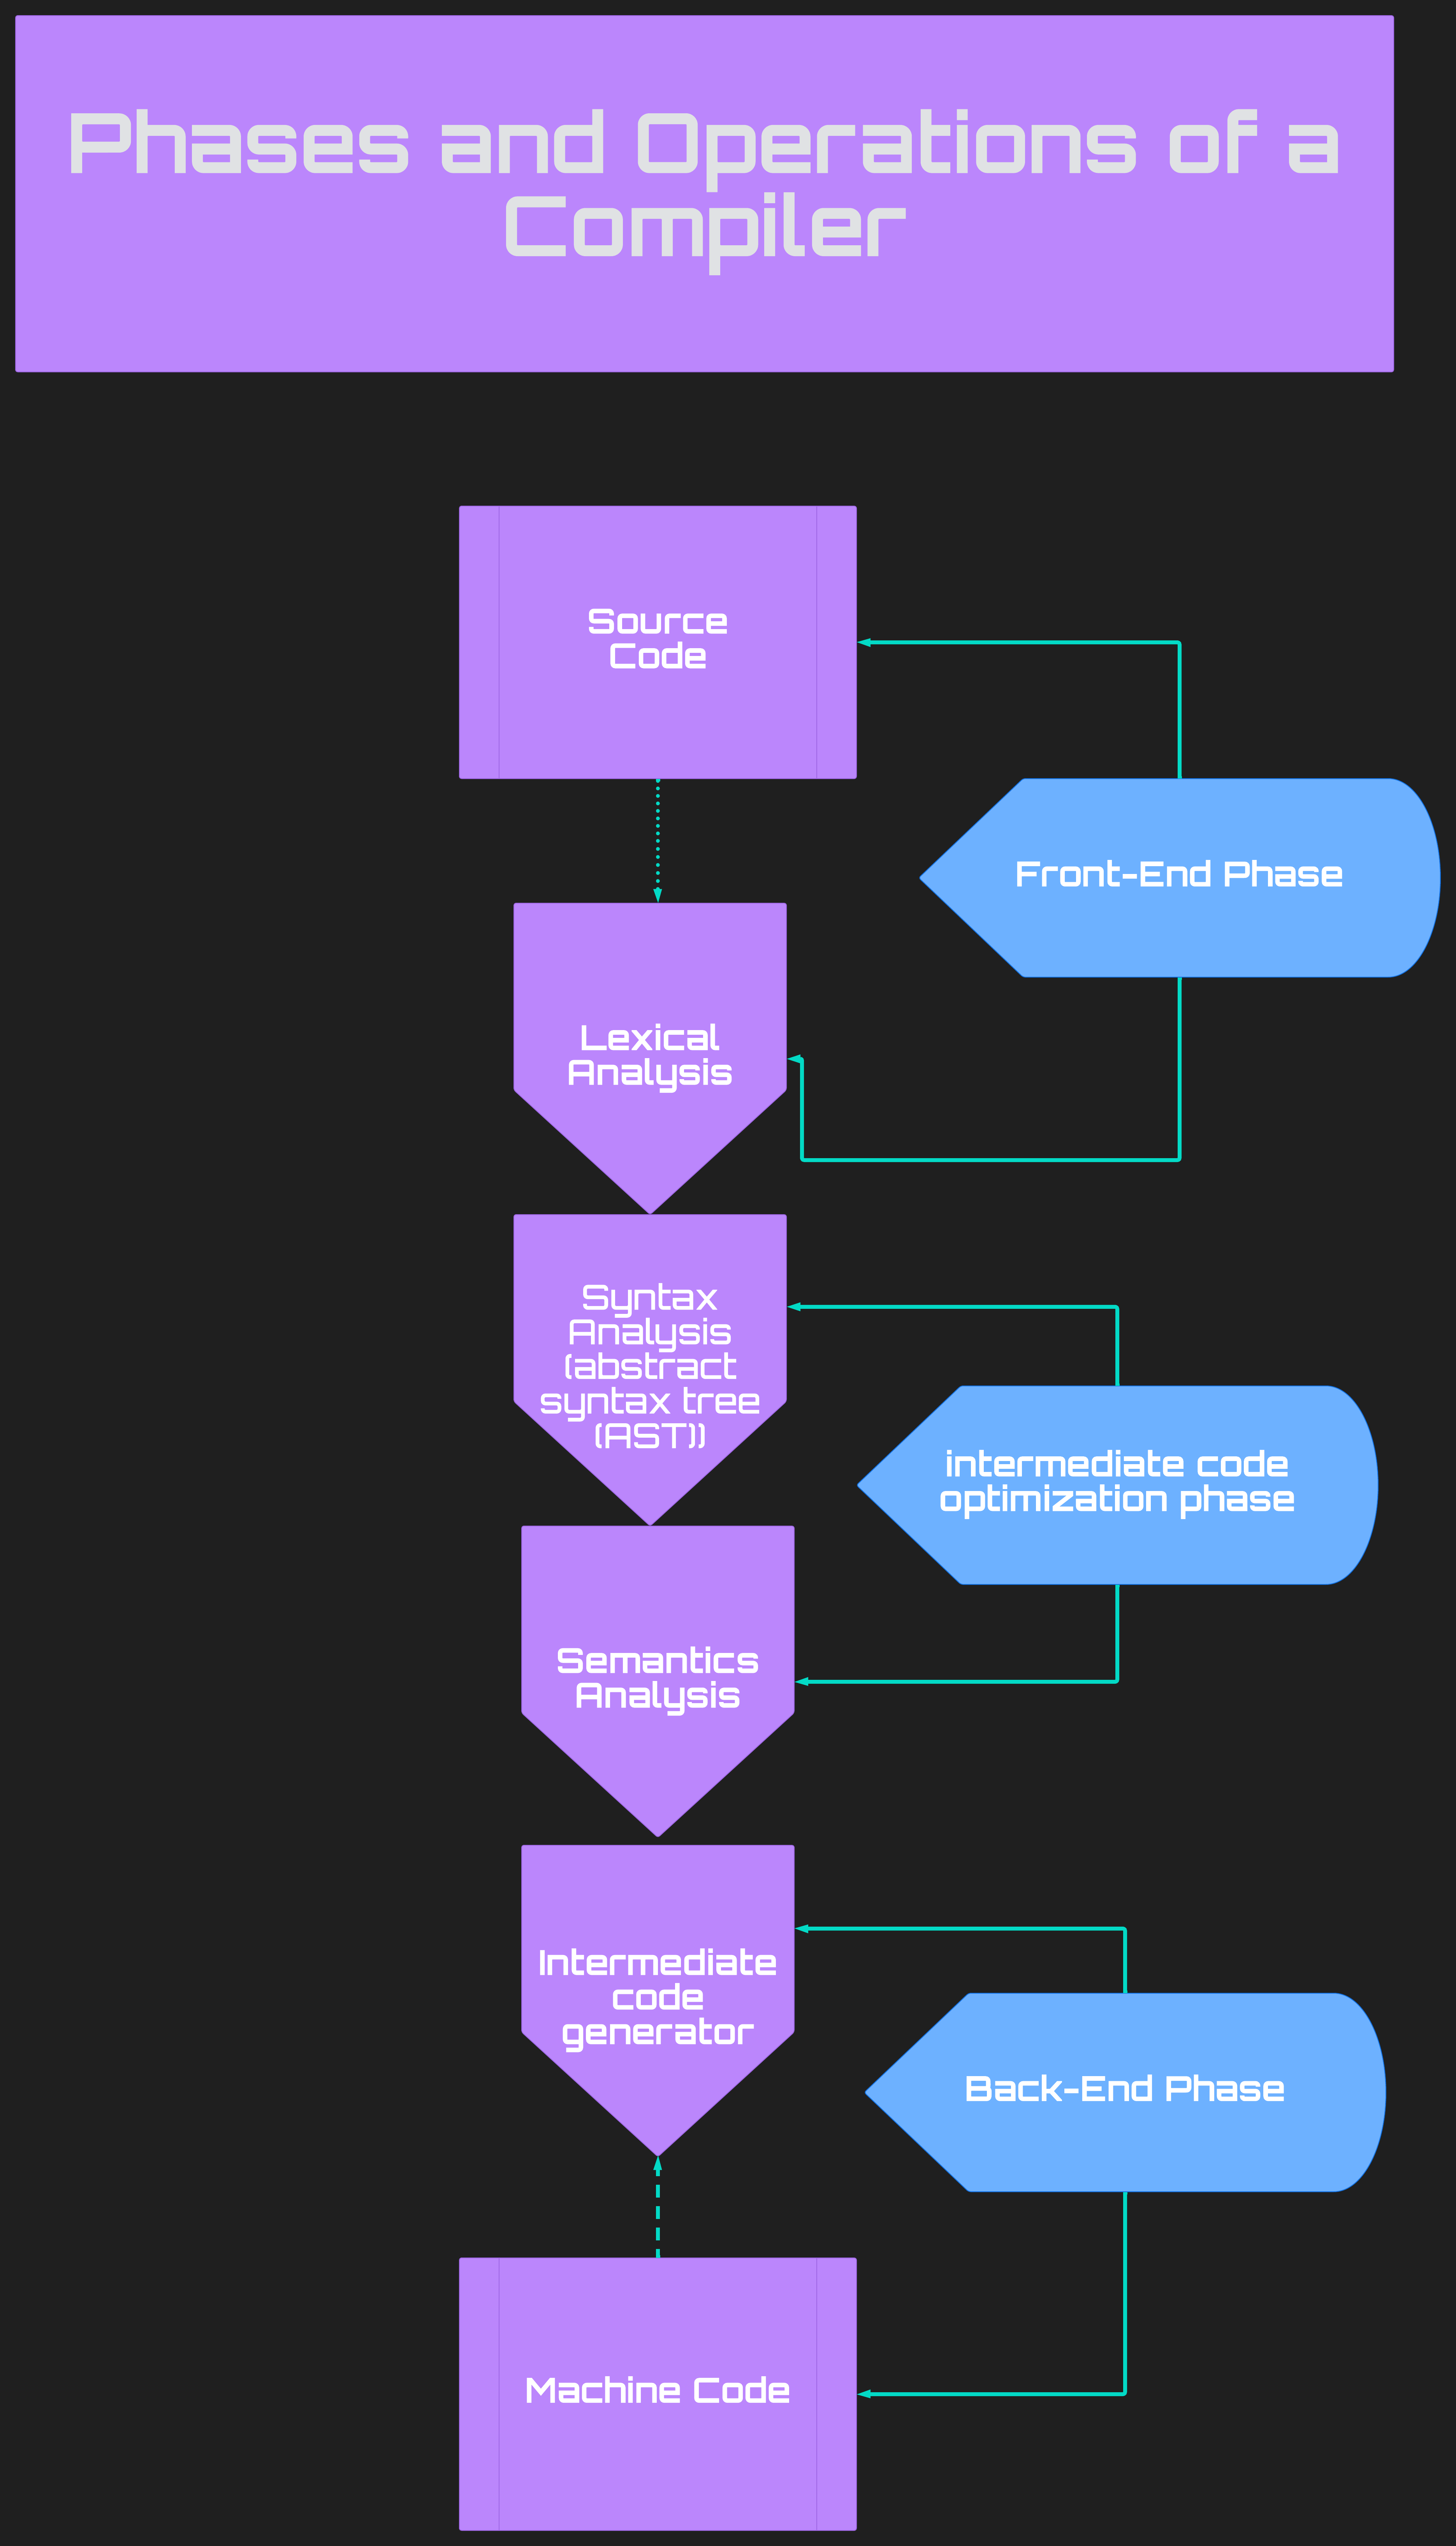 Phases and Operations of a
Compiler
Source
Code
Front-End Phase
Lexical
Analysis
Syntax
Analysis
(abstract
syntax tree
(AST))
intermediate code
optimization phase
Semantics
Analysis
Intermediate
code
generator
Back-End Phase
Machine Code